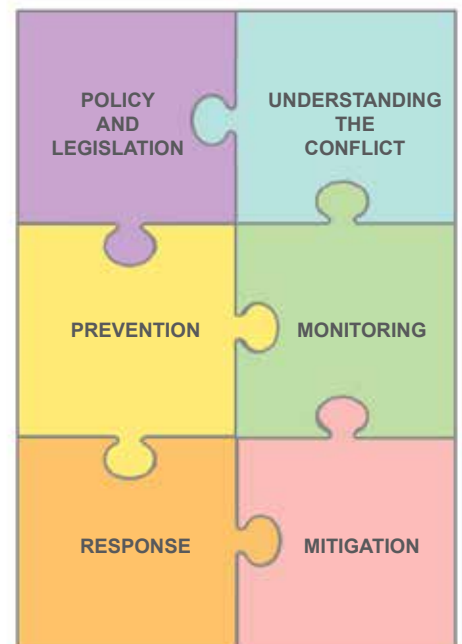 POLICY
AND
LEGISLATION
UNDERSTANDING
THE
CONFLICT
PREVENTION
MONITORING
RESPONSE
MITIGATION